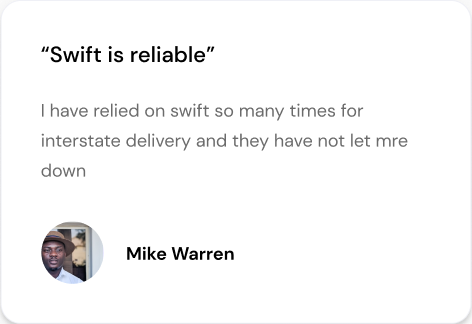 “Swift is reliable”
I have relied on swift so many times for
interstate delivery and they have not let mre
down
Mike Warren